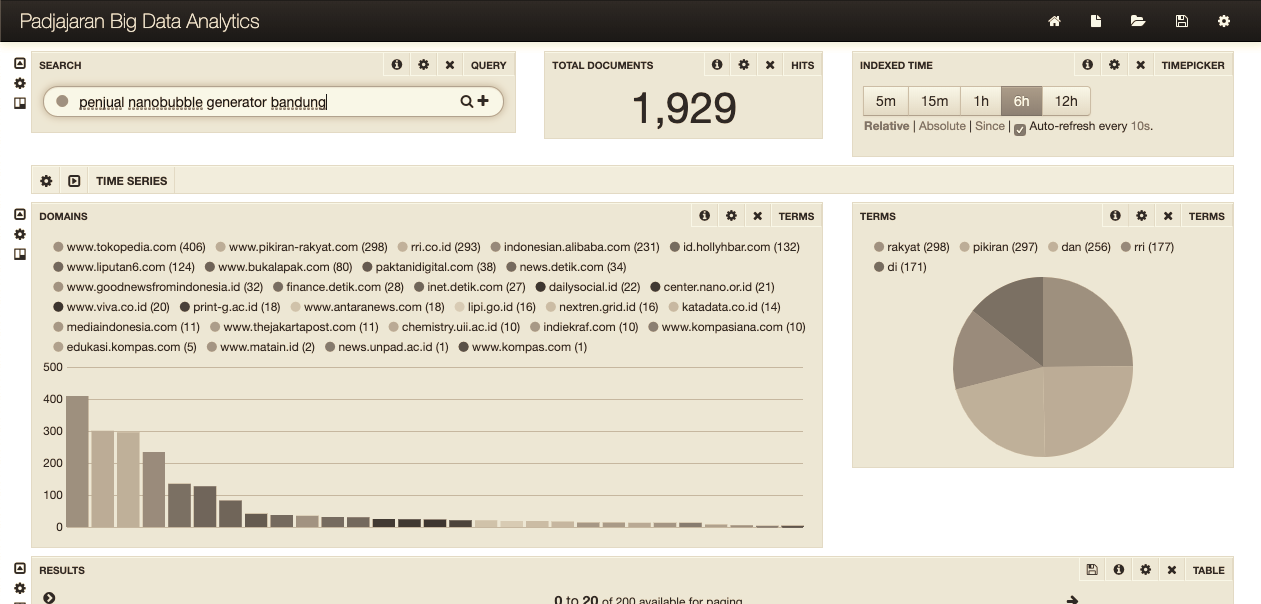 Padjajaran Big Data Analytics
SEARCH QUERY
penjual nanobubble generator bandung
TOTAL DOCUMENTS HITS
1,929
INDEXED TIME TIMEPICKER
5m 15m 1h 6h 12h
Relative | Absolute | Since | Auto-refresh every 10s.
TIME SERIES
DOMAINS TERMS
www.tokopedia.com (406) www.pikiran-rakyat.com (298) rri.co.id (293) indonesian.alibaba.com (231) id.hollyhbar.com (132)
www.liputan6.com (124) www.bukalapak.com (80) paktanidigital.com (38) news.detik.com (34)
www.goodnewsfromindonesia.id (32) finance.detik.com (28) inet.detik.com (27) dailysocial.id (22) center.nano.or.id (21)
www.viva.co.id (20) print-g.ac.id (18) www.antaranews.com (18) lipi.go.id (16) nextren.grid.id (16) katadata.co.id (14)
mediaindonesia.com (11) www.thejakartapost.com (11) chemistry.uii.ac.id (10) indiekraf.com (10) www.kompasiana.com (10)
edukasi.kompas.com (5) www.matain.id (2) news.unpad.ac.id (1) www.kompas.com (1)
500
400
300
200
100
0
TERMS TERMS
rakyat (298) pikiran (297) dan (256) rri (177)
di (171)
RESULTS TABLE
0 to 20 of 200 available for paging